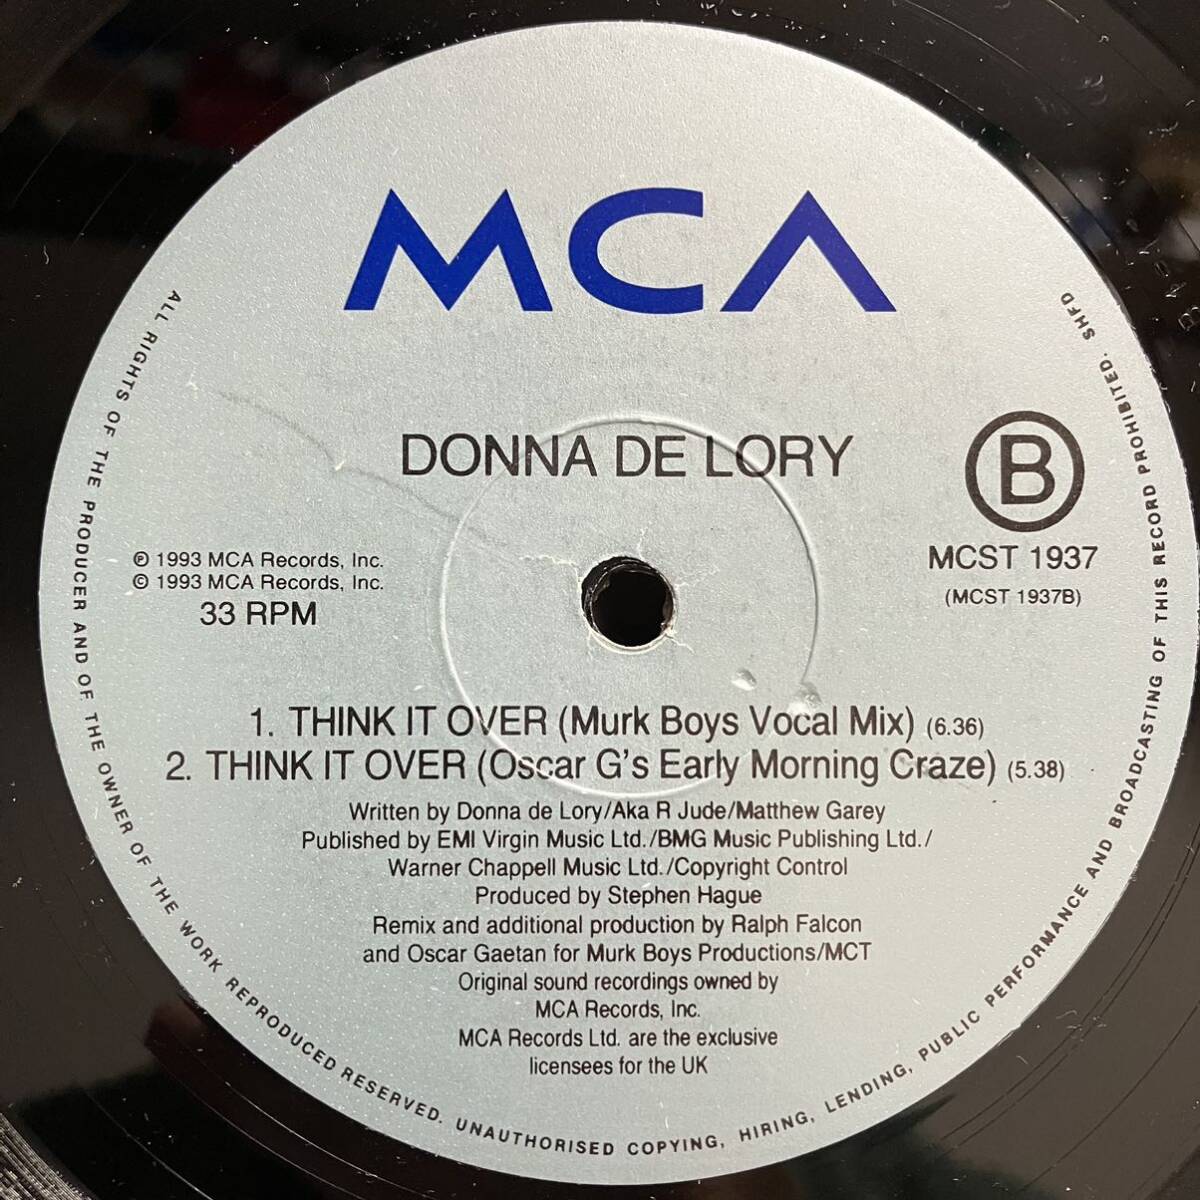 MCA
DONNA DE LORY
B
MCST 1937
(MCST 1937B)
℗ 1993 MCA Records, Inc.
© 1993 MCA Records, Inc.
33 RPM
1. THINK IT OVER (Murk Boys Vocal Mix) (6.36)
2. THINK IT OVER (Oscar G's Early Morning Craze) (5.38)
Written by Donna de Lory/Aka R Jude/Matthew Garey
Published by EMI Virgin Music Ltd./BMG Music Publishing Ltd./
Warner Chappell Music Ltd./Copyright Control
Produced by Stephen Hague
Remix and additional production by Ralph Falcon
and Oscar Gaetan for Murk Boys Productions/MCT
Original sound recordings owned by
MCA Records, Inc.
MCA Records Ltd. are the exclusive
licensees for the UK
ALL RIGHTS OF THE PRODUCER AND OF THE OWNER OF THE WORK REPRODUCED RESERVED. UNAUTHORISED COPYING, HIRING, LENDING, PUBLIC PERFORMANCE AND BROADCASTING OF THIS RECORD PROHIBITED. SHFD